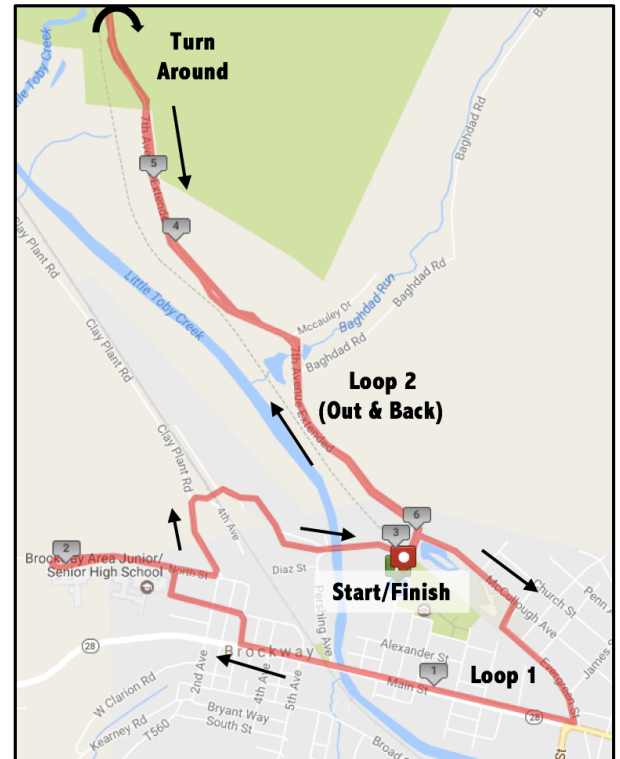 Turn
Around
Little Toby Creek
Baghdad Rd
5
7th Avenue Extended
4
Clay Plant Rd
Little Toby Creek
Mccauley Dr
Baghdad Run
Baghdad Rd
Baghdad Rd
Clay Plant Rd
7th Avenue Extended
Loop 2
(Out & Back)
Clay Plant Rd
4th Ave
6
3
2
Brockway Area Junior/
Senior High School
North St
Diaz St
Start/Finish
McCullough Ave
Church St
Penn
James S
Pershing Ave
Alexander St
Evergreen St
28
Brockway
1
Loop 1
Main St
28
2nd Ave
4th Ave
5th Ave
W Clarion Rd
Bryant Way
South St
Kearney Rd
T560
Broad
St